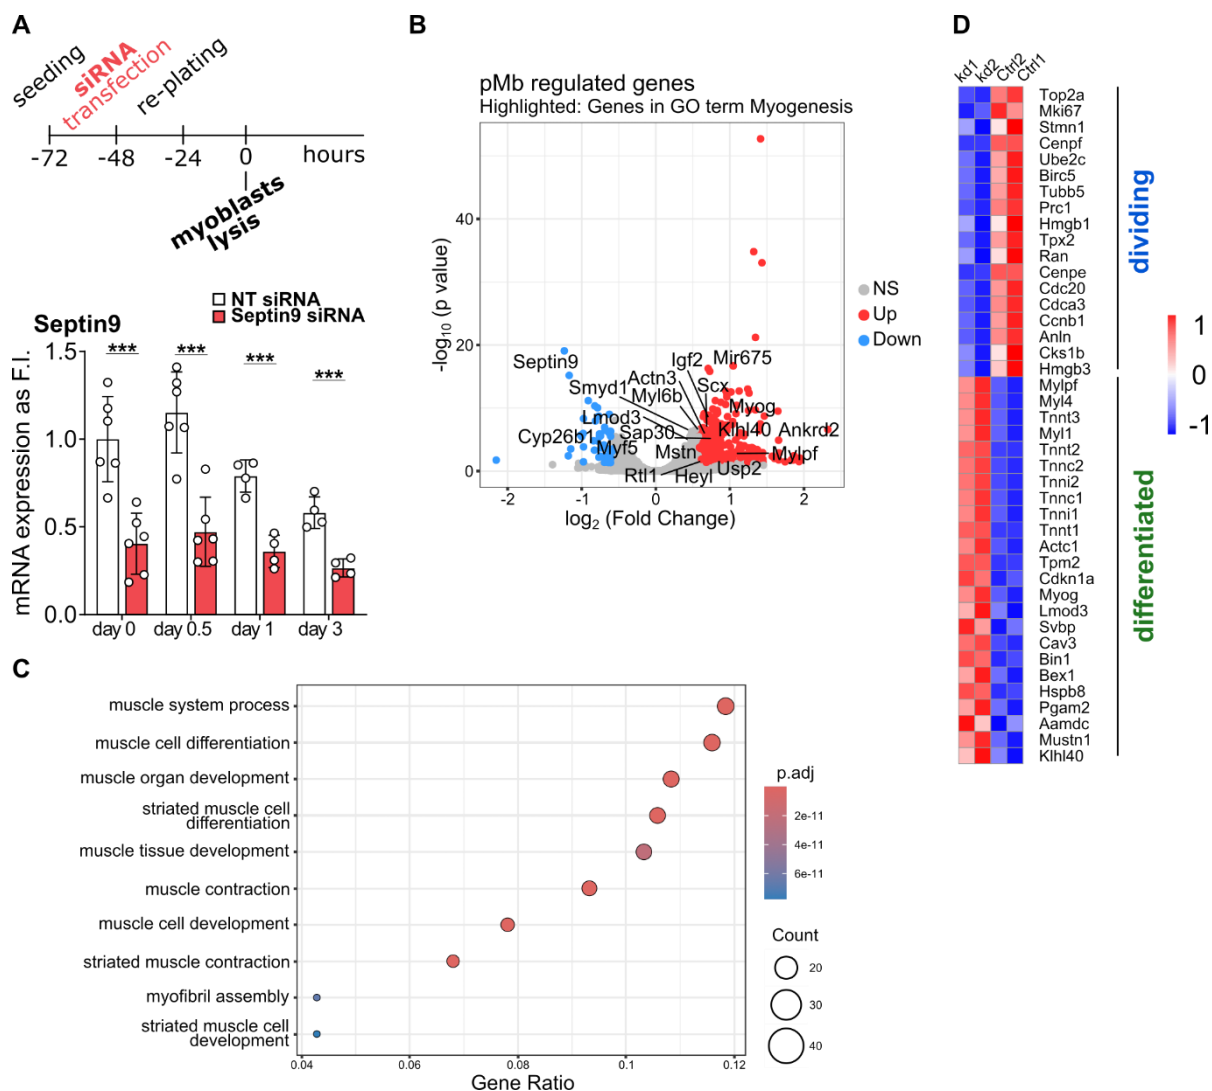 A
seeding
siRNA
transfection
re-plating
-72
-48
-24
0
hours
myoblasts
lysis
NT siRNA
Septin9 siRNA
Septin9
mRNA expression as F.I.
1.5
1.0
0.5
0.0
***
***
***
***
day 0
day 0.5
day 1
day 3
B
pMb regulated genes
Highlighted: Genes in GO term Myogenesis
-log10 (p value)
40
20
0
Septin9
Igf2
Mir675
Actn3
Smyd1
Scx
Myl6b
Myog
Lmod3
Klhl40
Ankrd2
Cyp26b1
Sap30
Myf5
Mstn
Mylpf
Rtl1
Heyl
Usp2
-2
-1
0
1
2
log2 (Fold Change)
NS
Up
Down
C
muscle system process
muscle cell differentiation
muscle organ development
striated muscle cell
differentiation
muscle tissue development
muscle contraction
muscle cell development
striated muscle contraction
myofibril assembly
striated muscle cell
development
0.04
0.06
0.08
0.1
0.12
Gene Ratio
p.adj
2e-11
4e-11
6e-11
Count
20
30
40
D
kd1
kd2
Ctrl2
Ctrl1
Top2a
Mki67
Stmn1
Cenpf
Ube2c
Birc5
Tubb5
Prc1
Hmgb1
Tpx2
Ran
Cenpe
Cdc20
Cdca3
Ccnb1
Anln
Cks1b
Hmgb3
Mylpf
Myl4
Tnnt3
Myl1
Tnnt2
Tnnc2
Tnni2
Tnnc1
Tnni1
Tnnt1
Actc1
Tpm2
Cdkn1a
Myog
Lmod3
Svbp
Cav3
Bin1
Bex1
Hspb8
Pgam2
Aamdc
Mustn1
Klhl40
dividing
differentiated
1
0
-1